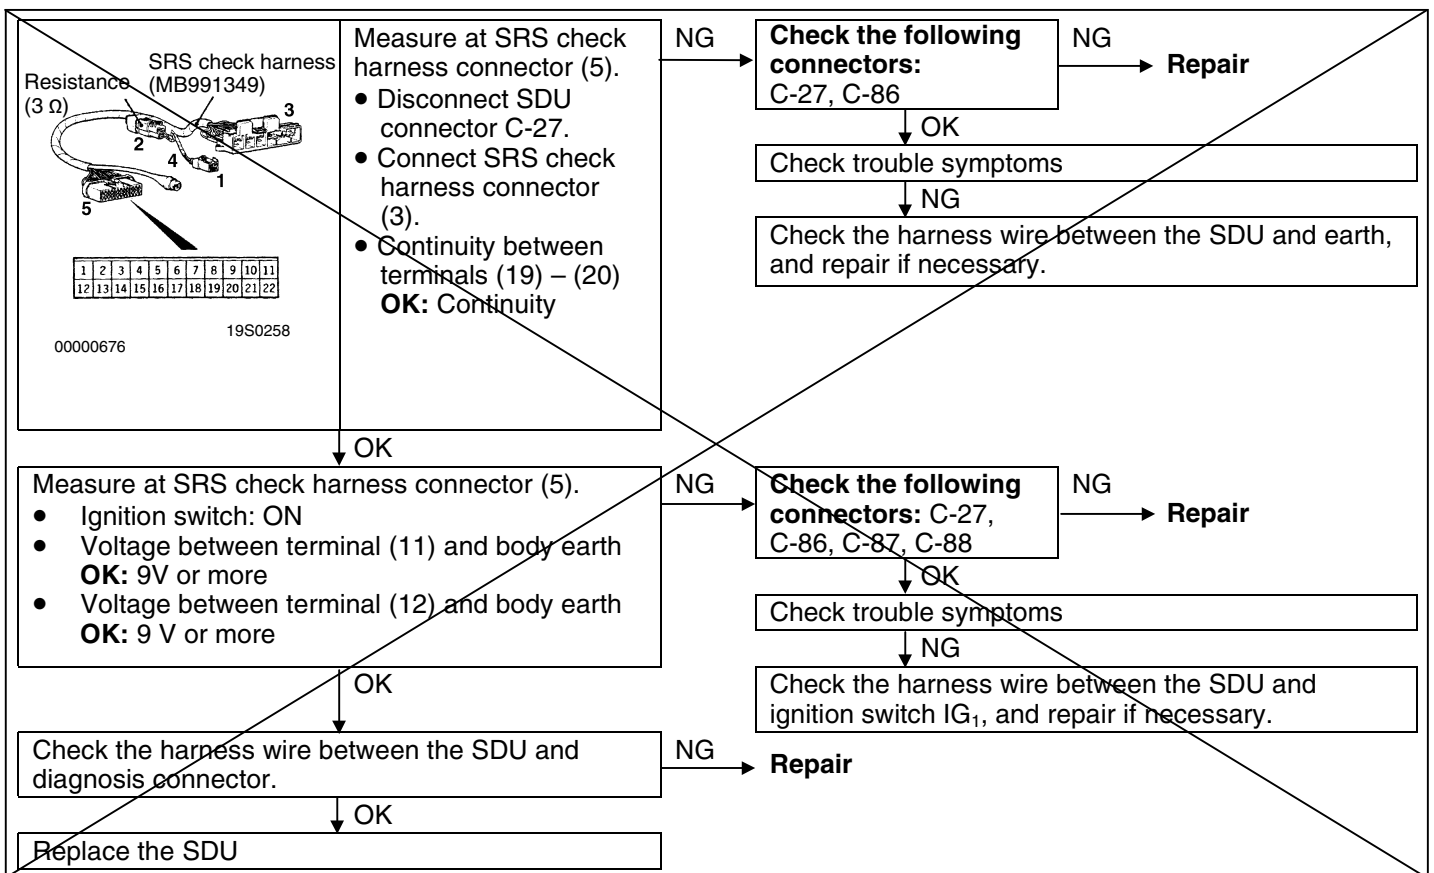 SRS check harness
(MB991349)
Resistance
(3 Ω)
3
2
4
1
5
1 2 3 4 5 6 7 8 9 10 11
12 13 14 15 16 17 18 19 20 21 22
19S0258
00000676
Measure at SRS check
harness connector (5).
• Disconnect SDU
connector C-27.
• Connect SRS check
harness connector
(3).
• Continuity between
terminals (19) – (20)
OK: Continuity
NG
Check the following
connectors:
C-27, C-86
NG
Repair
OK
Check trouble symptoms
NG
Check the harness wire between the SDU and earth,
and repair if necessary.
OK
Measure at SRS check harness connector (5).
• Ignition switch: ON
• Voltage between terminal (11) and body earth
OK: 9V or more
• Voltage between terminal (12) and body earth
OK: 9 V or more
NG
Check the following
connectors: C-27,
C-86, C-87, C-88
NG
Repair
OK
Check trouble symptoms
NG
Check the harness wire between the SDU and
ignition switch IG₁, and repair if necessary.
OK
Check the harness wire between the SDU and
diagnosis connector.
NG
Repair
OK
Replace the SDU